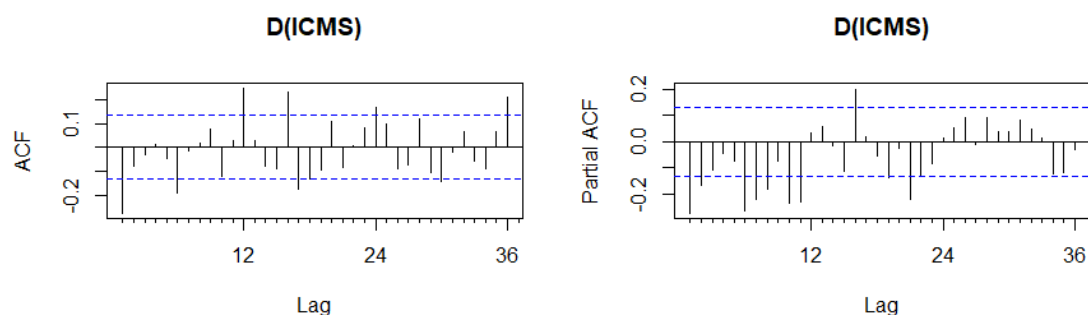 D(ICMS)
ACF
0.1
-0.2
12
24
36
Lag
D(ICMS)
Partial ACF
0.2
0.0
-0.2
12
24
36
Lag